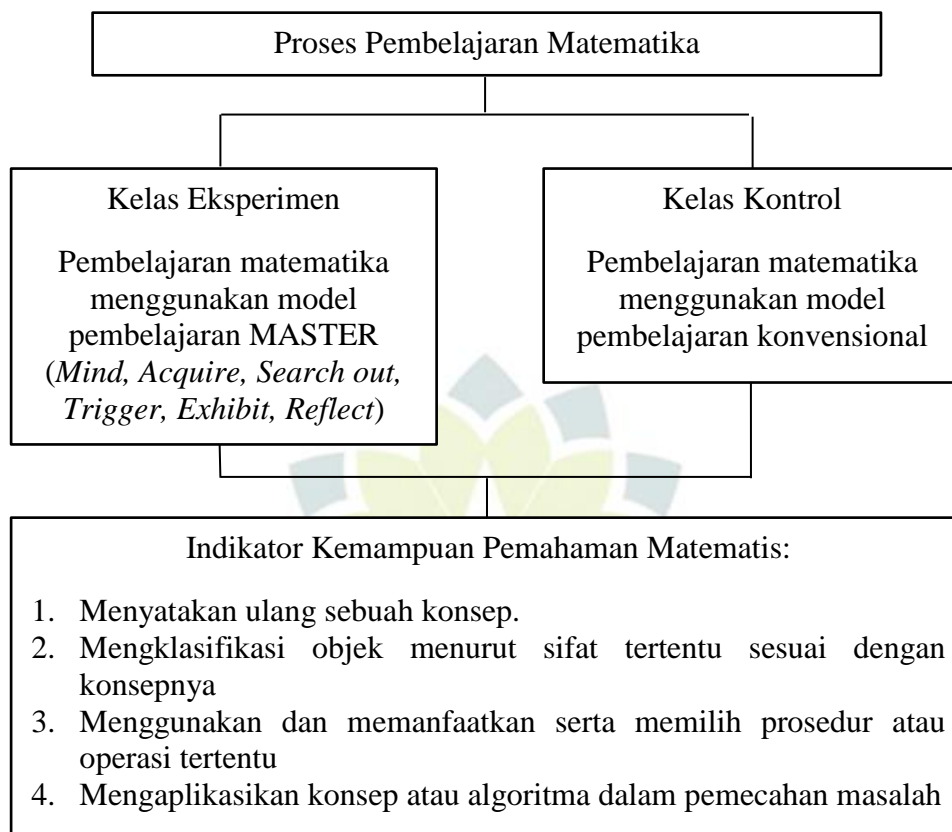 Proses Pembelajaran Matematika
Kelas Eksperimen
Pembelajaran matematika
menggunakan model
pembelajaran MASTER
(Mind, Acquire, Search out,
Trigger, Exhibit, Reflect)
Kelas Kontrol
Pembelajaran matematika
menggunakan model
pembelajaran konvensional
Indikator Kemampuan Pemahaman Matematis:
1. Menyatakan ulang sebuah konsep.
2. Mengklasifikasi objek menurut sifat tertentu sesuai dengan
konsepnya
3. Menggunakan dan memanfaatkan serta memilih prosedur atau
operasi tertentu
4. Mengaplikasikan konsep atau algoritma dalam pemecahan masalah